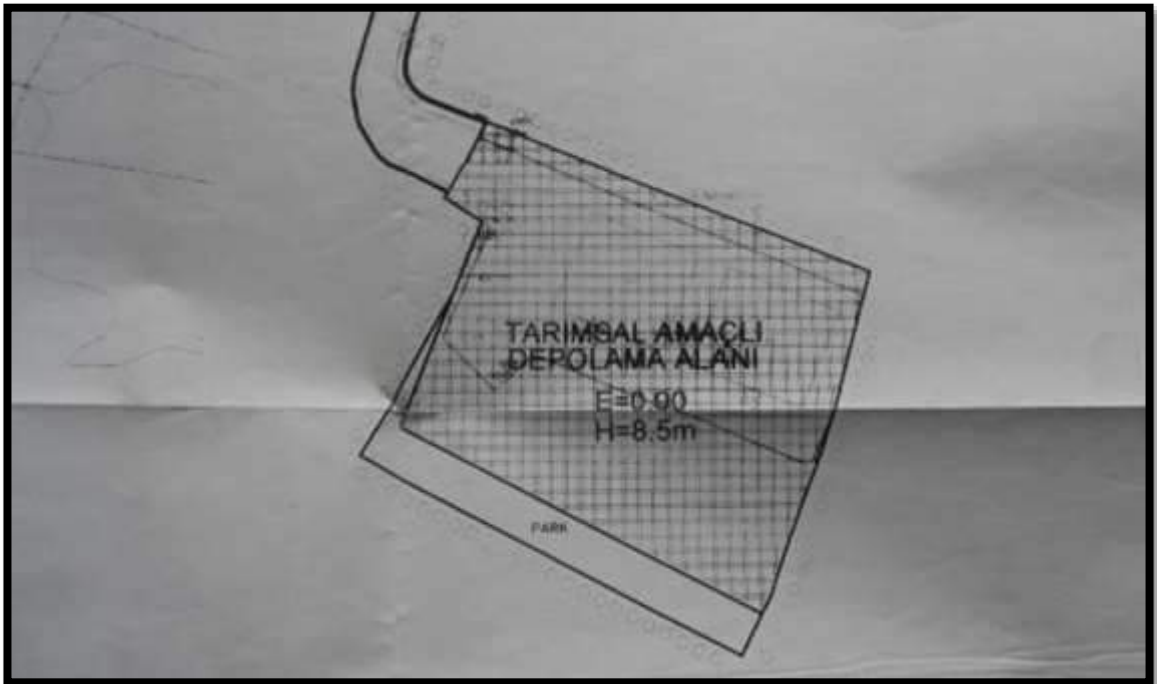 TARIMSAL AMAÇLI
DEPOLAMA ALANI
E=0.90
H=8.5m
PARK